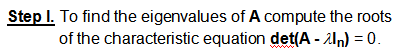 Step I. To find the eigenvalues of A compute the roots
of the characteristic equation det(A - λIn) = 0.